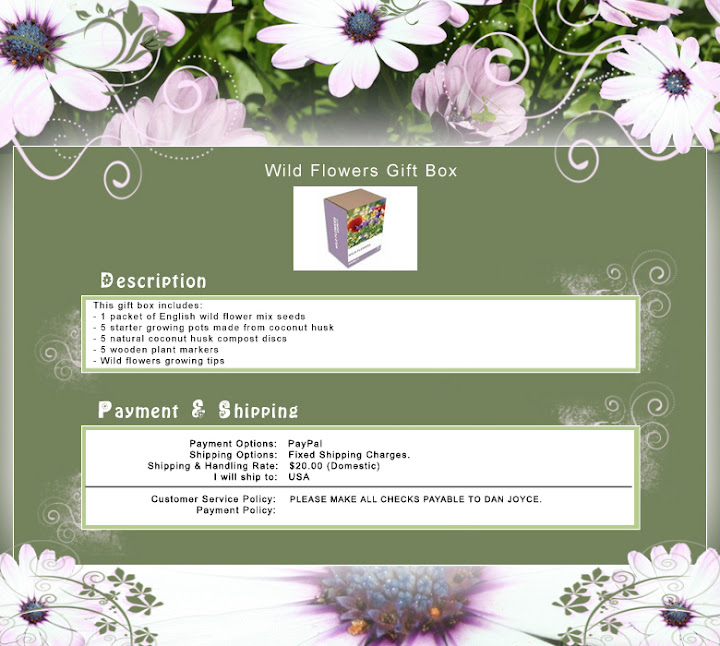 Wild Flowers Gift Box
Description
This gift box includes:
- 1 packet of English wild flower mix seeds
- 5 starter growing pots made from coconut husk
- 5 natural coconut husk compost discs
- 5 wooden plant markers
- Wild flowers growing tips
Payment & Shipping
Payment Options: PayPal
Shipping Options: Fixed Shipping Charges.
Shipping & Handling Rate: $20.00 (Domestic)
I will ship to: USA
Customer Service Policy: PLEASE MAKE ALL CHECKS PAYABLE TO DAN JOYCE.
Payment Policy: